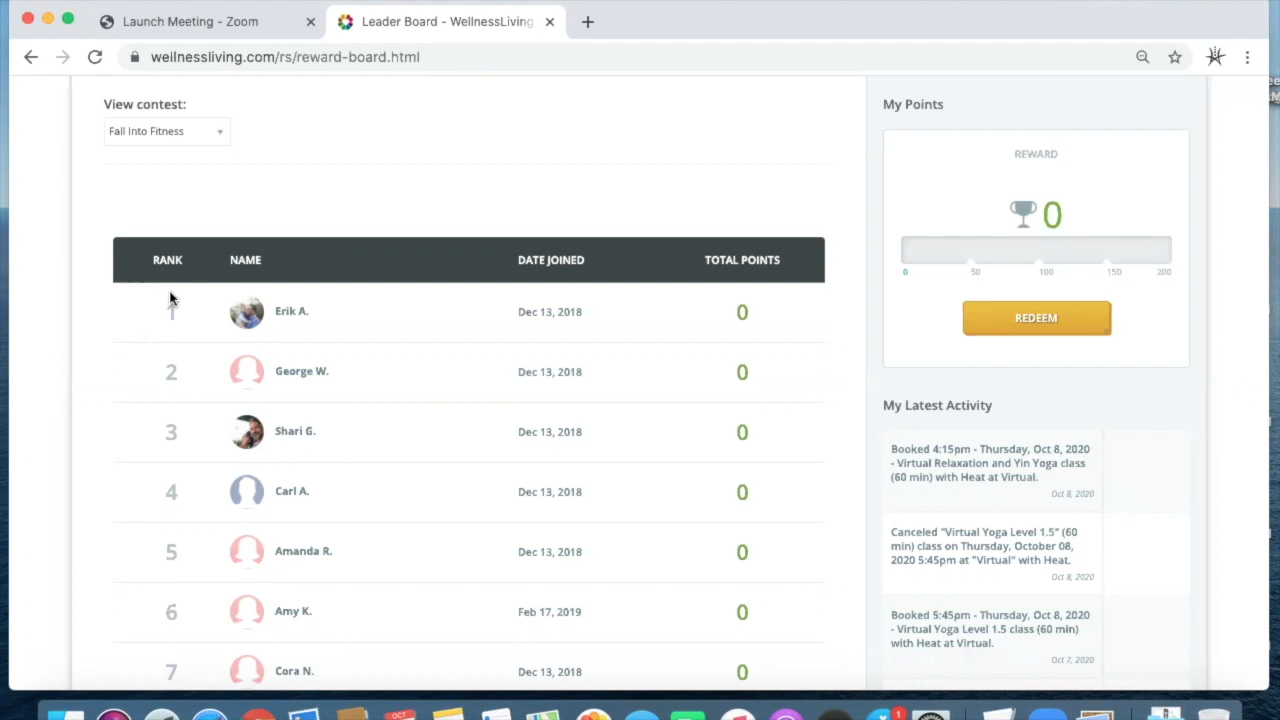 Launch Meeting - Zoom
Leader Board - WellnessLiving
wellnessliving.com/rs/reward-board.html
View contest:
Fall Into Fitness
RANK NAME DATE JOINED TOTAL POINTS
1 Erik A. Dec 13, 2018 0
2 George W. Dec 13, 2018 0
3 Shari G. Dec 13, 2018 0
4 Carl A. Dec 13, 2018 0
5 Amanda R. Dec 13, 2018 0
6 Amy K. Feb 17, 2019 0
7 Cora N. Dec 13, 2018 0
My Points
REWARD
0
0 50 100 150 200
REDEEM
My Latest Activity
Booked 4:15pm - Thursday, Oct 8, 2020
- Virtual Relaxation and Yin Yoga class
(60 min) with Heat at Virtual.
Oct 8, 2020
Canceled "Virtual Yoga Level 1.5" (60
min) class on Thursday, October 08,
2020 5:45pm at "Virtual" with Heat.
Oct 8, 2020
Booked 5:45pm - Thursday, Oct 8, 2020
- Virtual Yoga Level 1.5 class (60 min)
with Heat at Virtual.
Oct 7, 2020
OCT
1